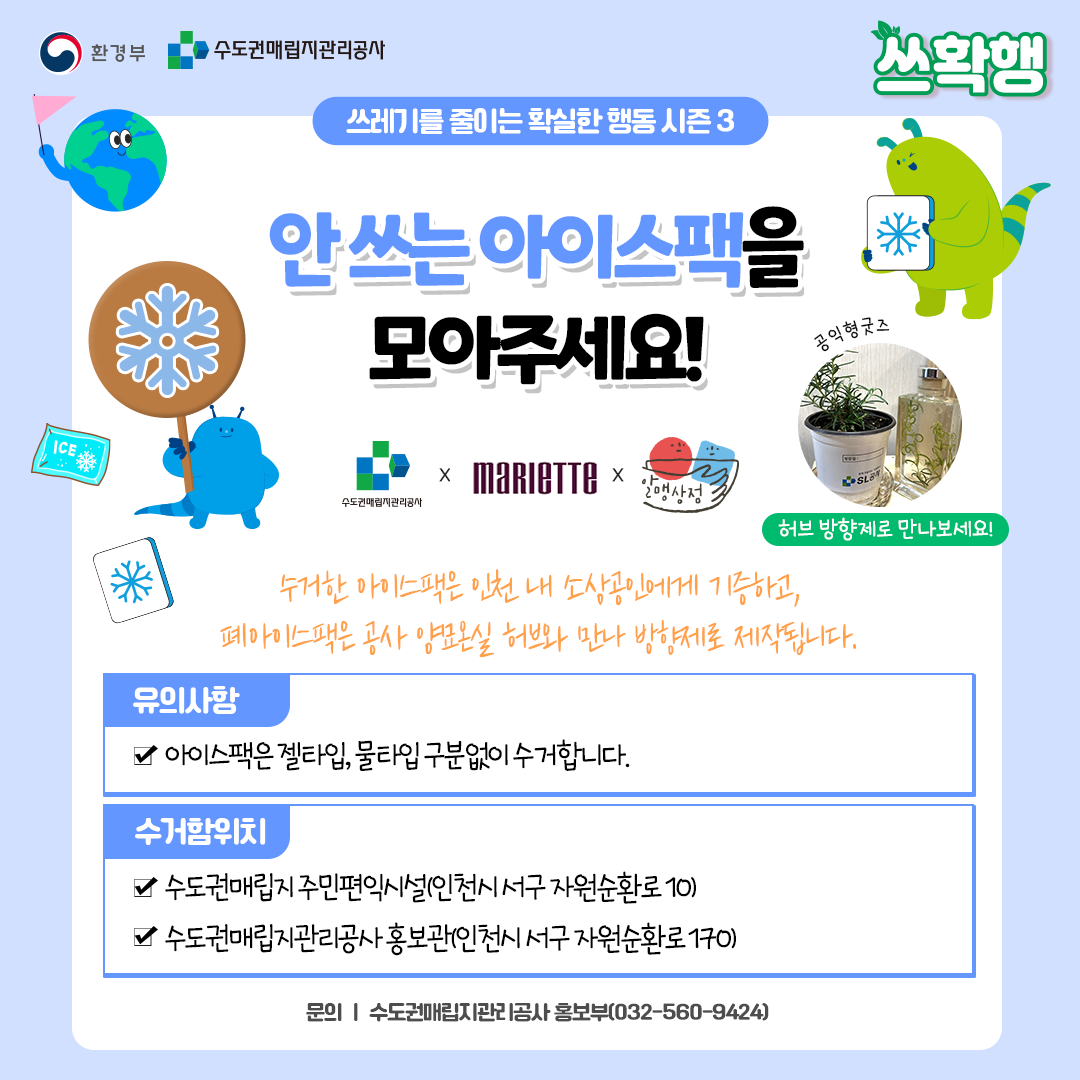 환경부
수도권매립지관리공사
쓰확행
쓰레기를 줄이는 확실한 행동 시즌 3
안 쓰는 아이스팩을
모아주세요!
공익형굿즈
ICE
수도권매립지관리공사 x MARIETTE x 알맹상점
SL공사
허브 방향제로 만나보세요!
수거한 아이스팩은 인천 내 소상공인에게 기증하고,
폐아이스팩은 공사 양묘온실 허브와 만나 방향제로 제작됩니다.
유의사항
아이스팩은 젤타입, 물타입 구분없이 수거합니다.
수거함위치
수도권매립지 주민편익시설(인천시 서구 자원순환로 10)
수도권매립지관리공사 홍보관(인천시 서구 자원순환로 170)
문의 | 수도권매립지관리공사 홍보부(032-560-9424)